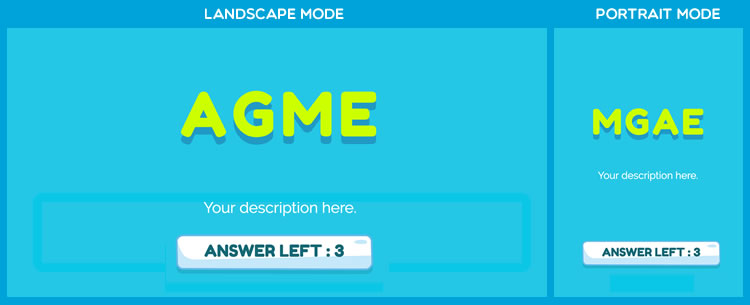 LANDSCAPE MODE
AGME
Your description here.
ANSWER LEFT : 3
PORTRAIT MODE
MGAE
Your description here.
ANSWER LEFT : 3